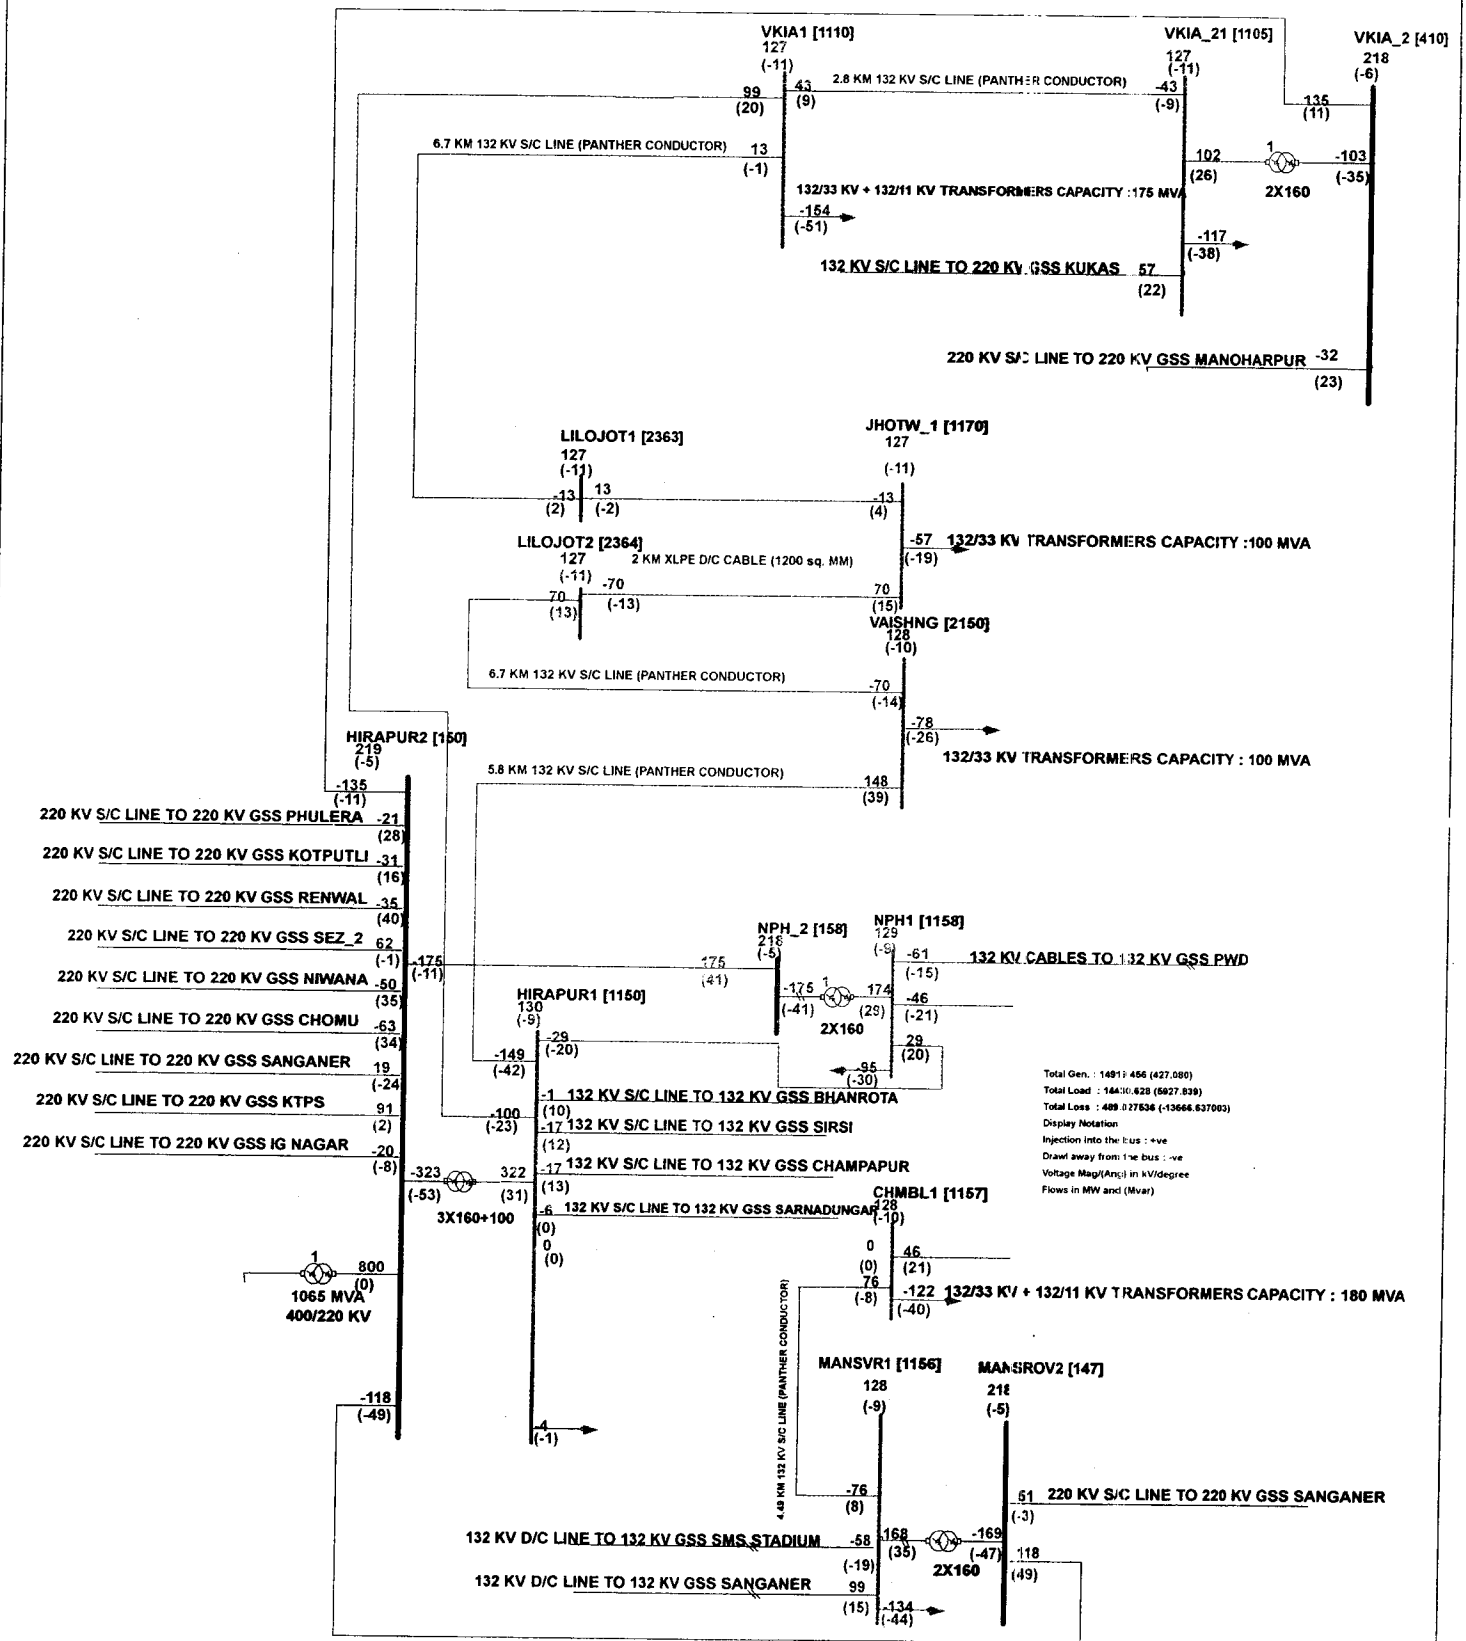 VKIA1 [1110]
127
(-11)
VKIA_21 [1105]
127
(-11)
VKIA_2 [410]
218
(-6)
99
(20)
43
(9)
2.8 KM 132 KV S/C LINE (PANTHER CONDUCTOR)
-43
(-9)
135
(11)
6.7 KM 132 KV S/C LINE (PANTHER CONDUCTOR)
13
(-1)
102
(26)
1
2X160
-103
(-35)
132/33 KV + 132/11 KV TRANSFORMERS CAPACITY :175 MVA
-154
(-51)
-117
(-38)
132 KV S/C LINE TO 220 KV GSS KUKAS
57
(22)
220 KV S/C LINE TO 220 KV GSS MANOHARPUR
-32
(23)
LILOJOT1 [2363]
127
(-11)
-13
(2)
13
(-2)
JHOTW_1 [1170]
127
(-11)
-13
(4)
-57
(-19)
132/33 KV TRANSFORMERS CAPACITY :100 MVA
LILOJOT2 [2364]
127
(-11)
2 KM XLPE D/C CABLE (1200 sq. MM)
70
(13)
-70
(-13)
70
(15)
VAISHNG [2150]
128
(-10)
6.7 KM 132 KV S/C LINE (PANTHER CONDUCTOR)
-70
(-14)
-78
(-26)
132/33 KV TRANSFORMERS CAPACITY : 100 MVA
5.8 KM 132 KV S/C LINE (PANTHER CONDUCTOR)
148
(39)
HIRAPUR2 [150]
219
(-5)
-135
(-11)
220 KV S/C LINE TO 220 KV GSS PHULERA
-21
(28)
220 KV S/C LINE TO 220 KV GSS KOTPUTLI
-31
(16)
220 KV S/C LINE TO 220 KV GSS RENWAL
-35
(40)
220 KV S/C LINE TO 220 KV GSS SEZ_2
62
(-1)
-175
(-11)
220 KV S/C LINE TO 220 KV GSS NIWANA
-50
(35)
220 KV S/C LINE TO 220 KV GSS CHOMU
-63
(34)
220 KV S/C LINE TO 220 KV GSS SANGANER
19
(-24
220 KV S/C LINE TO 220 KV GSS KTPS
91
(2)
220 KV S/C LINE TO 220 KV GSS IG NAGAR
-20
(-8)
-323
(-53)
322
(31)
3X160+100
1
800
(0)
1065 MVA
400/220 KV
-118
(-49)
HIRAPUR1 [1150]
130
(-9)
-29
(-20)
-149
(-42)
-1
(10)
132 KV S/C LINE TO 132 KV GSS BHANROTA
-100
(-23)
-17
(12)
132 KV S/C LINE TO 132 KV GSS SIRSI
-17
(13)
132 KV S/C LINE TO 132 KV GSS CHAMPAPUR
-6
(0)
132 KV S/C LINE TO 132 KV GSS SARNADUNGAR
0
(0)
-4
(-1)
NPH_2 [158]
218
(-5)
175
(41)
-175
(-41)
1
2X160
174
(29)
NPH1 [1158]
129
(-9)
-61
(-15)
132 KV CABLES TO 132 KV GSS PWD
-46
(-21)
29
(20)
-95
(-30)
Total Load
Total Loss
Display Notation
Injection into the bus : +ve
Drawl away from the bus : -ve
Voltage Mag/(Ang) in kV/degree
Flows in MW and (Mvar)
CHMBL1 [1157]
128
(-10)
0
(0)
46
(21)
76
(-8)
-122
(-40)
132/33 KV + 132/11 KV TRANSFORMERS CAPACITY : 180 MVA
4.49 KM 132 KV S/C LINE (PANTHER CONDUCTOR)
MANSVR1 [1156]
128
(-9)
MANSROV2 [147]
218
(-5)
-76
(8)
51
(-3)
220 KV S/C LINE TO 220 KV GSS SANGANER
132 KV D/C LINE TO 132 KV GSS SMS STADIUM
-58
(-19)
168
(35)
2X160
-169
(-47)
118
(49)
132 KV D/C LINE TO 132 KV GSS SANGANER
99
(15)
-134
(-44)